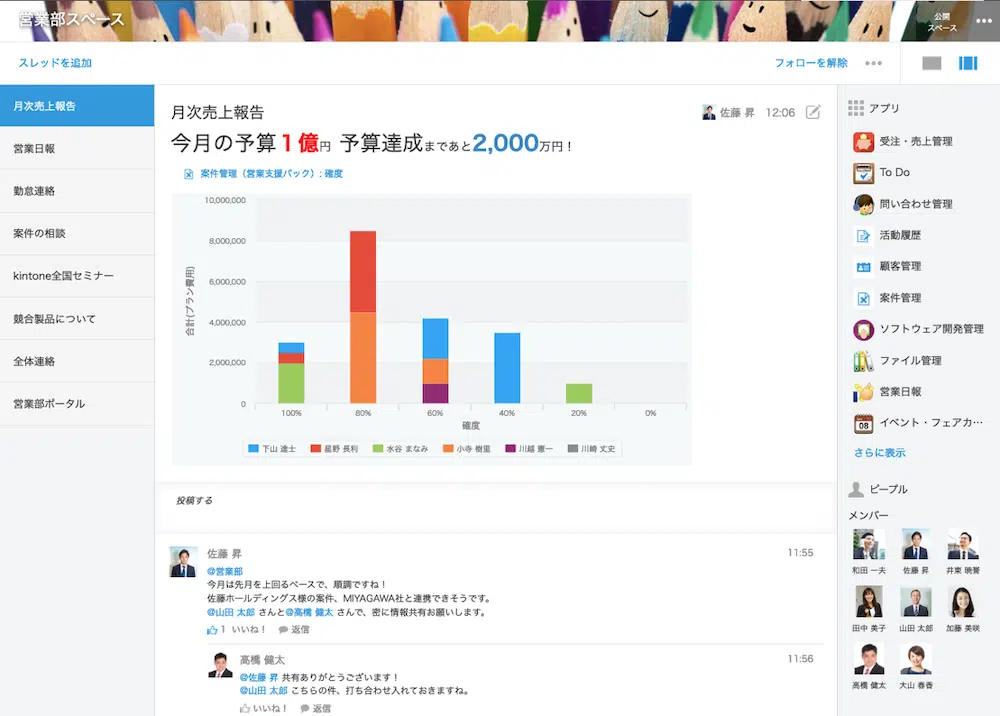 営業部スペース
公開
スペース
スレッドを追加
フォローを解除
月次売上報告
営業日報
勤怠連絡
案件の相談
kintone全国セミナー
競合製品について
全体連絡
営業部ポータル
月次売上報告
佐藤 昇 12:06
今月の予算1億円 予算達成まであと2,000万円！
案件管理（営業支援パック）: 確度
10,000,000
8,000,000
6,000,000
4,000,000
2,000,000
0
合計(プラン費用)
100% 80% 60% 40% 20% 0%
確度
下山 達士 星野 長利 水谷 まなみ 小寺 樹里 川越 憲一 川崎 丈史
投稿する
佐藤 昇 11:55
@営業部
今月は先月を上回るペースで、順調ですね！
佐藤ホールディングス様の案件、MIYAGAWA社と連携できそうです。
@山田 太郎 さんと@高橋 健太 さんで、密に情報共有お願いします。
1 いいね！ 返信
高橋 健太 11:56
@佐藤 昇 共有ありがとうございます！
@山田 太郎 こちらの件、打ち合わせ入れておきますね。
いいね！ 返信
アプリ
受注・売上管理
To Do
問い合わせ管理
活動履歴
顧客管理
案件管理
ソフトウェア開発管理
ファイル管理
営業日報
08
イベント・フェアカ…
さらに表示
ピープル
メンバー
和田 一夫 佐藤 昇 井東 暁誉
田中 美子 山田 太郎 加藤 美咲
高橋 健太 大山 春香